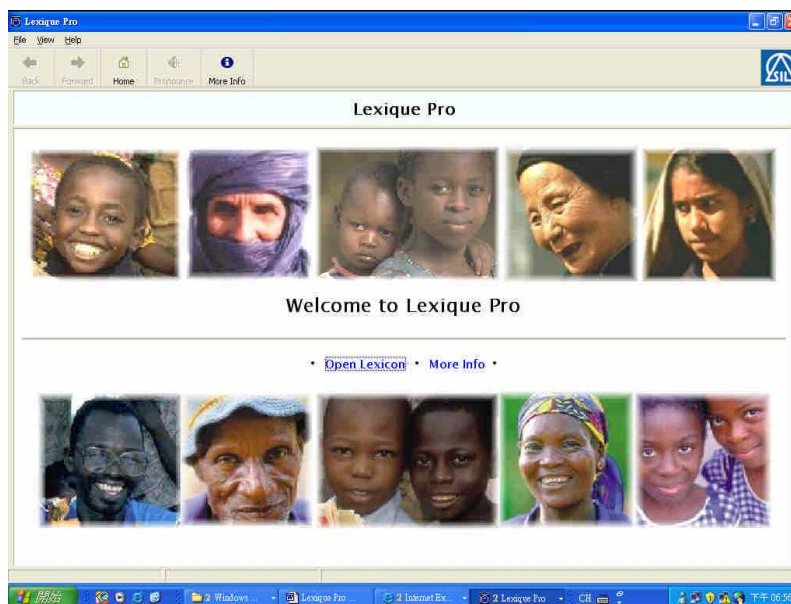 Lexique Pro
File View Help
Back Forward Home Pronounce More Info
SIL
Lexique Pro
Welcome to Lexique Pro
• Open Lexicon • More Info •
開始 2 Windows ... Lexique Pro ... 2 Internet Ex... 2 Lexique Pro CH 下午 06:56